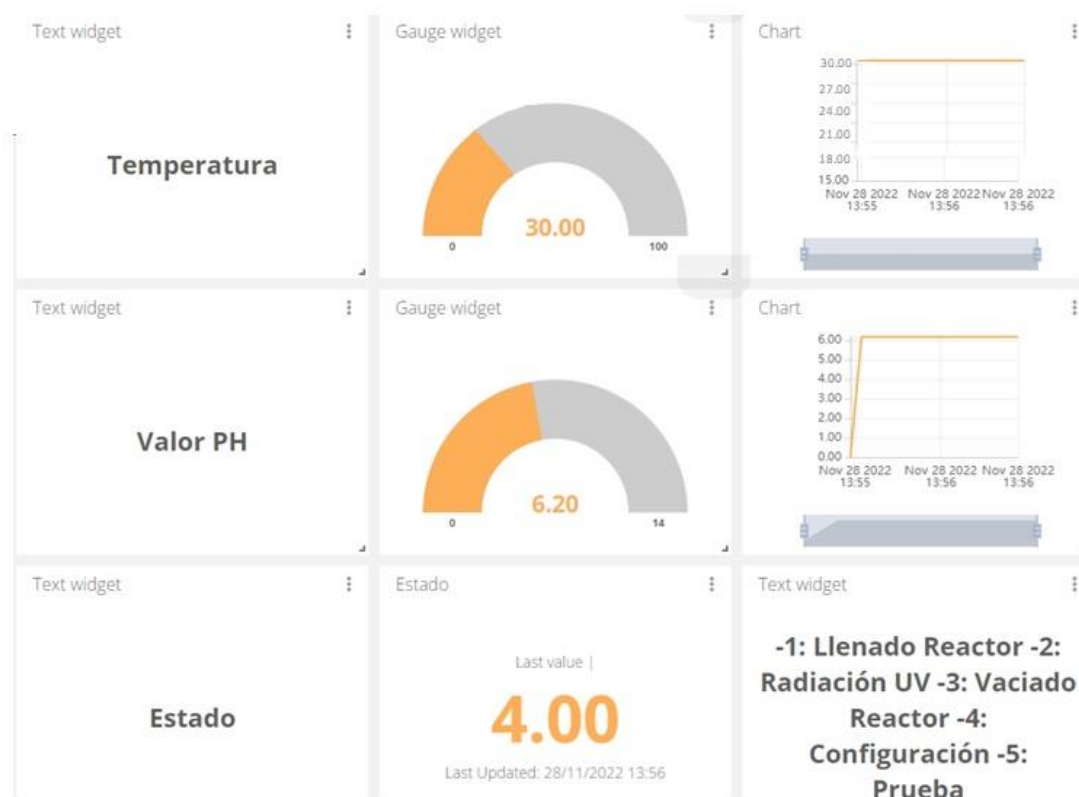 Text widget
Gauge widget
Chart
Temperatura
30.00
0
100
30.00
27.00
24.00
21.00
18.00
15.00
Nov 28 2022 Nov 28 2022 Nov 28 2022
13:55 13:56 13:56
Text widget
Gauge widget
Chart
Valor PH
6.20
0
14
6.00
5.00
4.00
3.00
2.00
1.00
0.00
Nov 28 2022 Nov 28 2022 Nov 28 2022
13:55 13:56 13:56
Text widget
Estado
Text widget
Estado
Last value |
4.00
Last Updated: 28/11/2022 13:56
-1: Llenado Reactor -2:
Radiación UV -3: Vaciado
Reactor -4:
Configuración -5:
Prueba